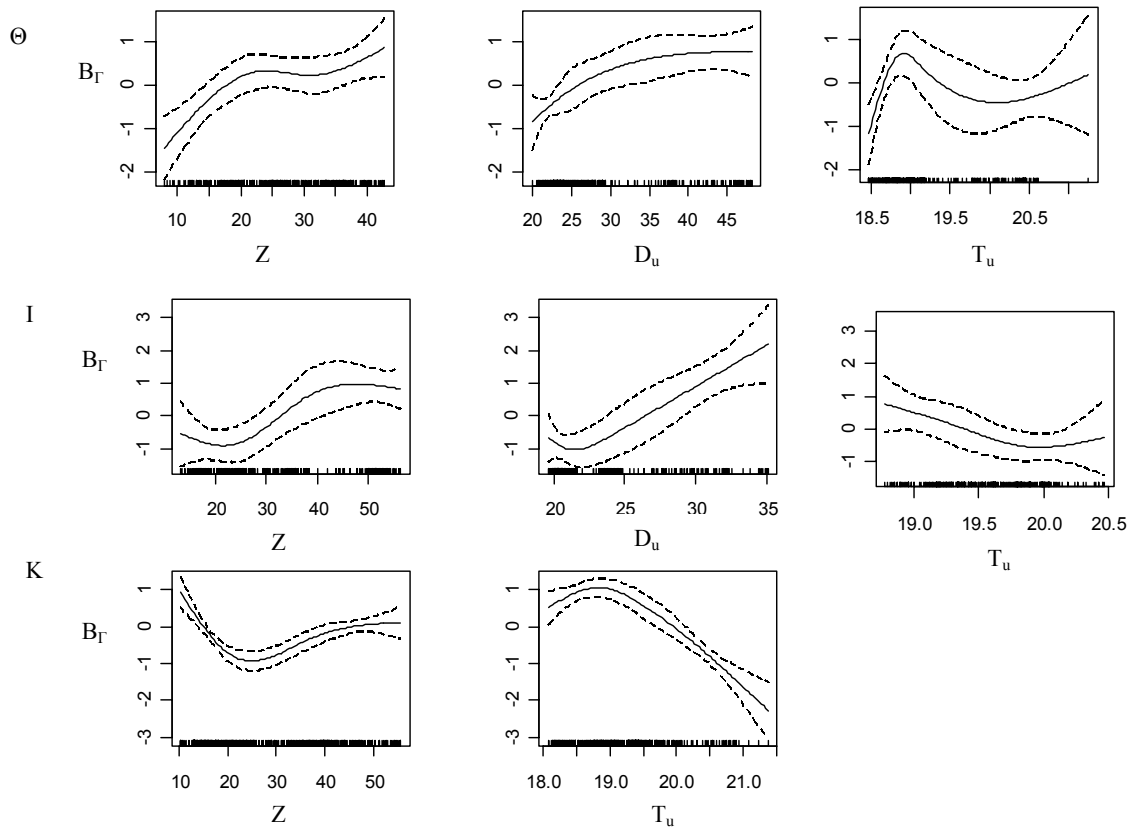 Θ
B_Γ
-2 -1 0 1
10 20 30 40
Z
-2 -1 0 1
20 25 30 35 40 45
D_u
-2 -1 0 1
18.5 19.5 20.5
T_u
I
B_Γ
-1 0 1 2 3
20 30 40 50
Z
-1 0 1 2 3
20 25 30 35
D_u
-1 0 1 2 3
19.0 19.5 20.0 20.5
T_u
K
B_Γ
-3 -2 -1 0 1
10 20 30 40 50
Z
-3 -2 -1 0 1
18.0 19.0 20.0 21.0
T_u